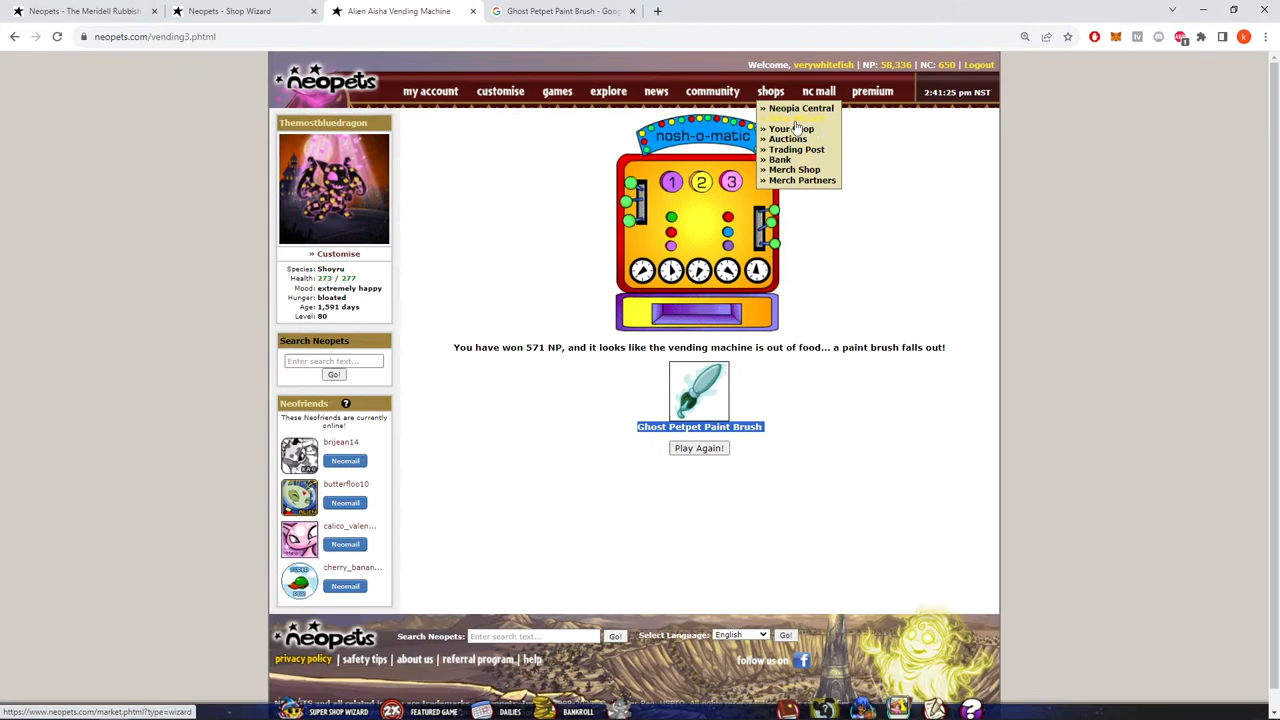 Neopets - The Meridell Rubbish
Neopets - Shop Wizard
Alien Aisha Vending Machine
Ghost Petpet Paint Brush - Goog
neopets.com/vending3.phtml
Welcome, verywhitefish | NP: 58,336 | NC: 650 | Logout
neopets
my account
customise
games
explore
news
community
shops
nc mall
premium
2:41:25 pm NST
» Neopia Central
» Auctions
» Trading Post
» Bank
» Merch Shop
» Merch Partners
Themostbluedragon
» Customise
Species: Shoyru
Health: 273 / 277
Mood: extremely happy
Hunger: bloated
Age: 1,591 days
Level: 80
Search Neopets
Enter search text...
Go!
Neofriends ?
These Neofriends are currently
online!
brijean14
Neomail
butterfloo10
Neomail
calico_valen...
Neomail
cherry_banan...
Neomail
nosh-o-matic
1 2 3
You have won 571 NP, and it looks like the vending machine is out of food... a paint brush falls out!
Ghost Petpet Paint Brush
Play Again!
neopets
Search Neopets: Enter search text... Go! Select Language: English Go!
privacy policy | safety tips | about us | referral program | help
follow us on f
https://www.neopets.com/market.phtml?type=wizard
SUPER SHOP WIZARD
2X FEATURED GAME
DAILIES
BANKROLL